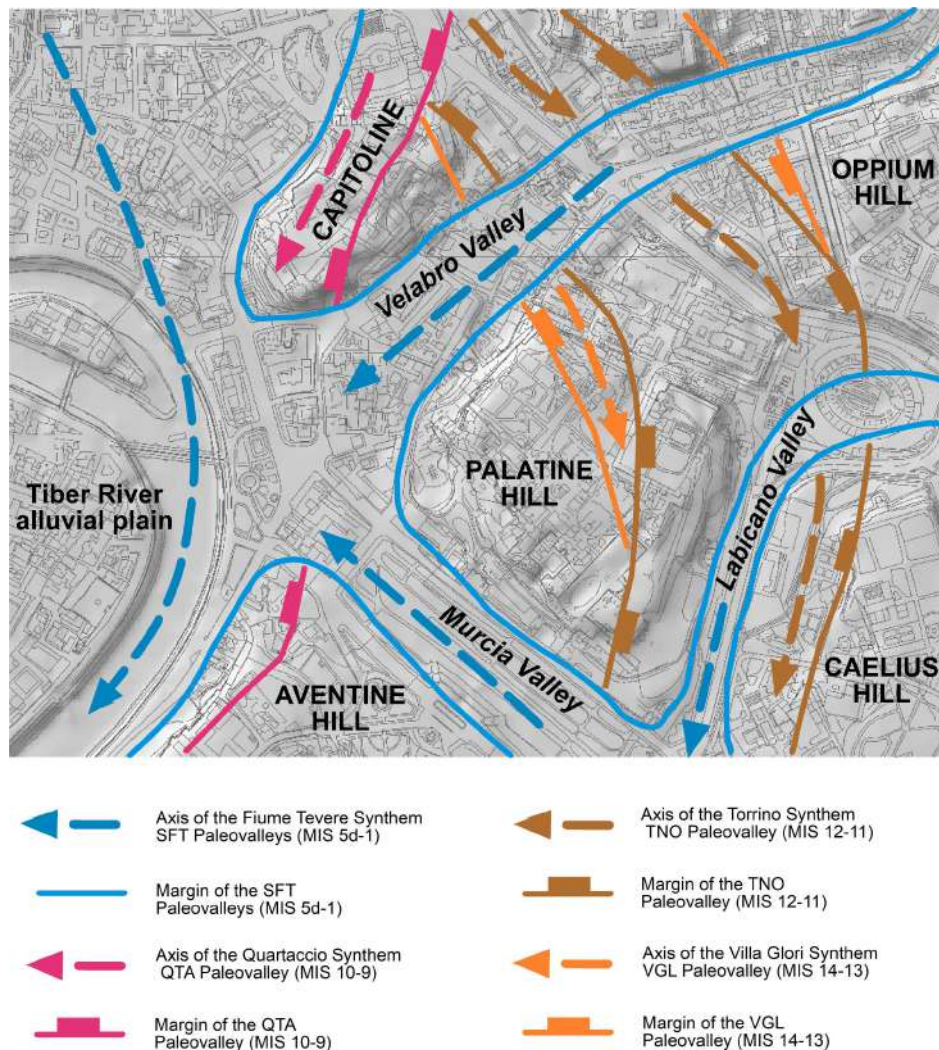 CAPITOLINE
OPPIUM
HILL
Velabro Valley
PALATINE
HILL
Tiber River
alluvial plain
Labicano Valley
Murcia Valley
AVENTINE
HILL
CAELIUS
HILL
Axis of the Fiume Tevere Synthem
SFT Paleovalleys (MIS 5d-1)
Margin of the SFT
Paleovalleys (MIS 5d-1)
Axis of the Quartaccio Synthem
QTA Paleovalley (MIS 10-9)
Margin of the QTA
Paleovalley (MIS 10-9)
Axis of the Torrino Synthem
TNO Paleovalley (MIS 12-11)
Margin of the TNO
Paleovalley (MIS 12-11)
Axis of the Villa Glori Synthem
VGL Paleovalley (MIS 14-13)
Margin of the VGL
Paleovalley (MIS 14-13)